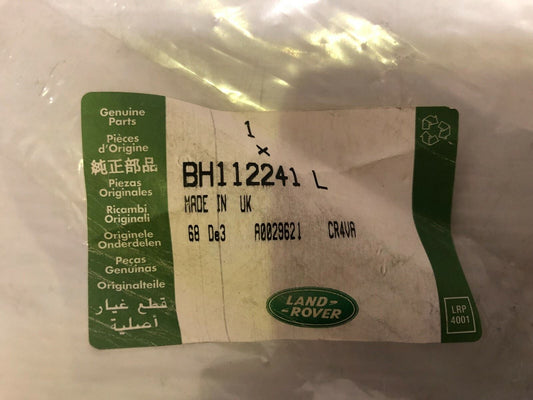 Genuine
Parts
Pièces
d'Origine
純正部品
Piezas
Originales
Ricambi
Originali
Originele
Onderdelen
Peças
Genuínas
Originalteile
قطع غيار
أصلية
1
x
BH112241 L
MADE IN UK
68 De3 A0029621 CR4VA
LAND-
-ROVER
LRP
4001